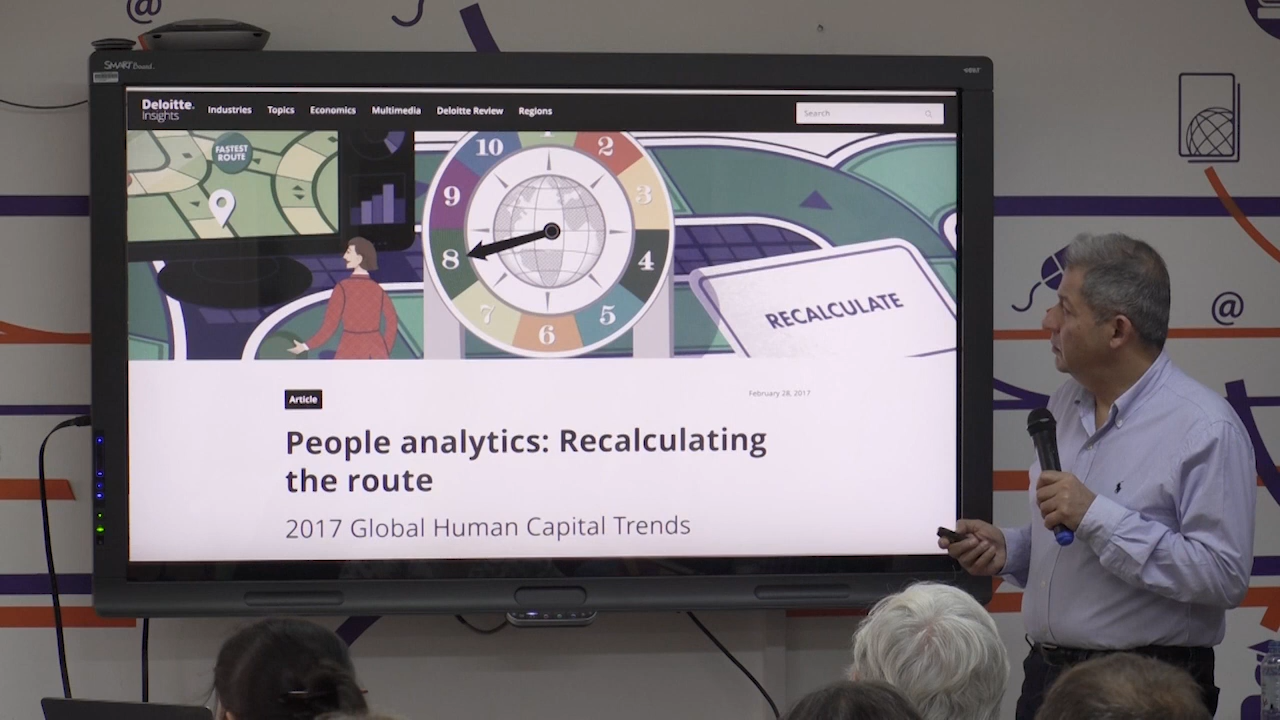 @
SMART Board
Deloitte.
Insights
Industries
Topics
Economics
Multimedia
Deloitte Review
Regions
Search
FASTEST
ROUTE
1
2
3
4
5
6
7
8
9
10
RECALCULATE
@
Article
February 28, 2017
People analytics: Recalculating
the route
2017 Global Human Capital Trends